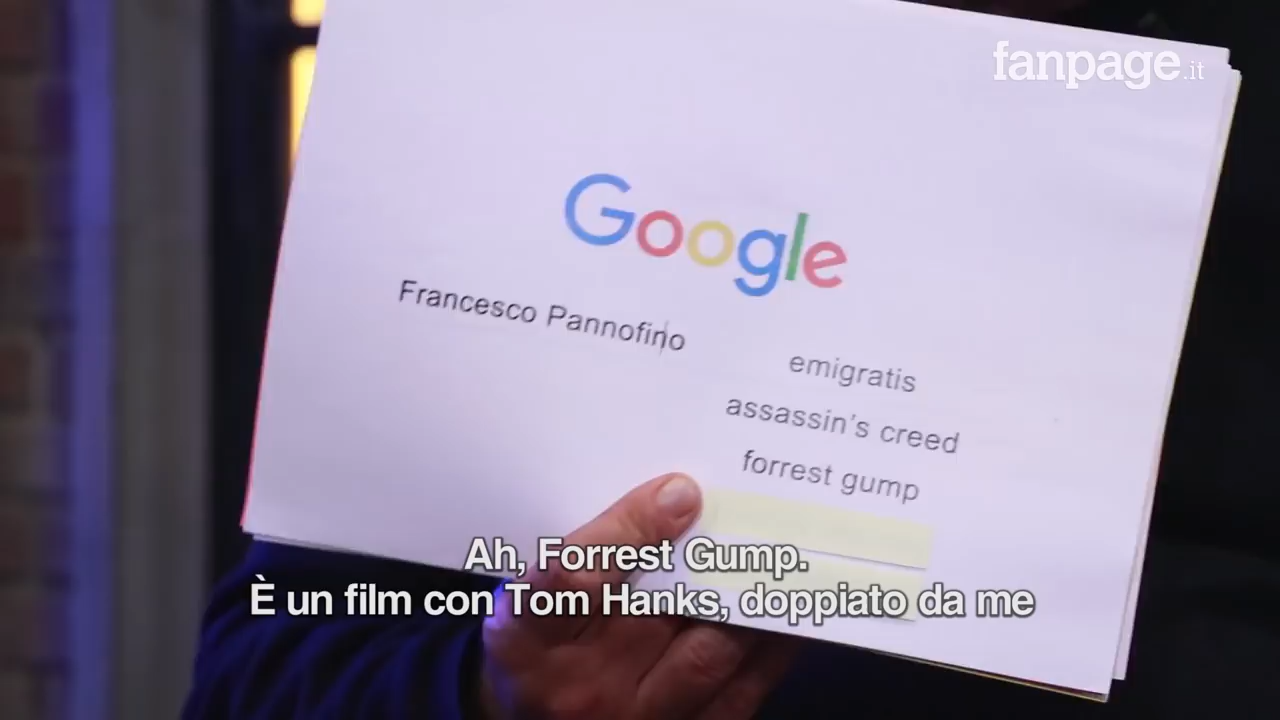 fanpage.it
Google
Francesco Pannofino
emigratis
assassin's creed
forrest gump
Ah, Forrest Gump.
È un film con Tom Hanks, doppiato da me